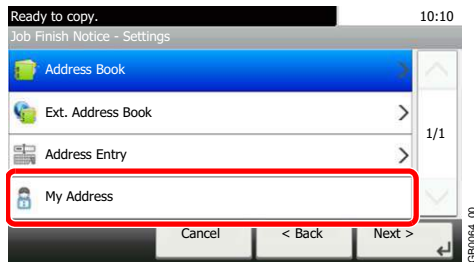 Ready to copy. 10:10
Job Finish Notice - Settings
Address Book
Ext. Address Book
1/1
Address Entry
My Address
Cancel < Back Next >
GB0064_00